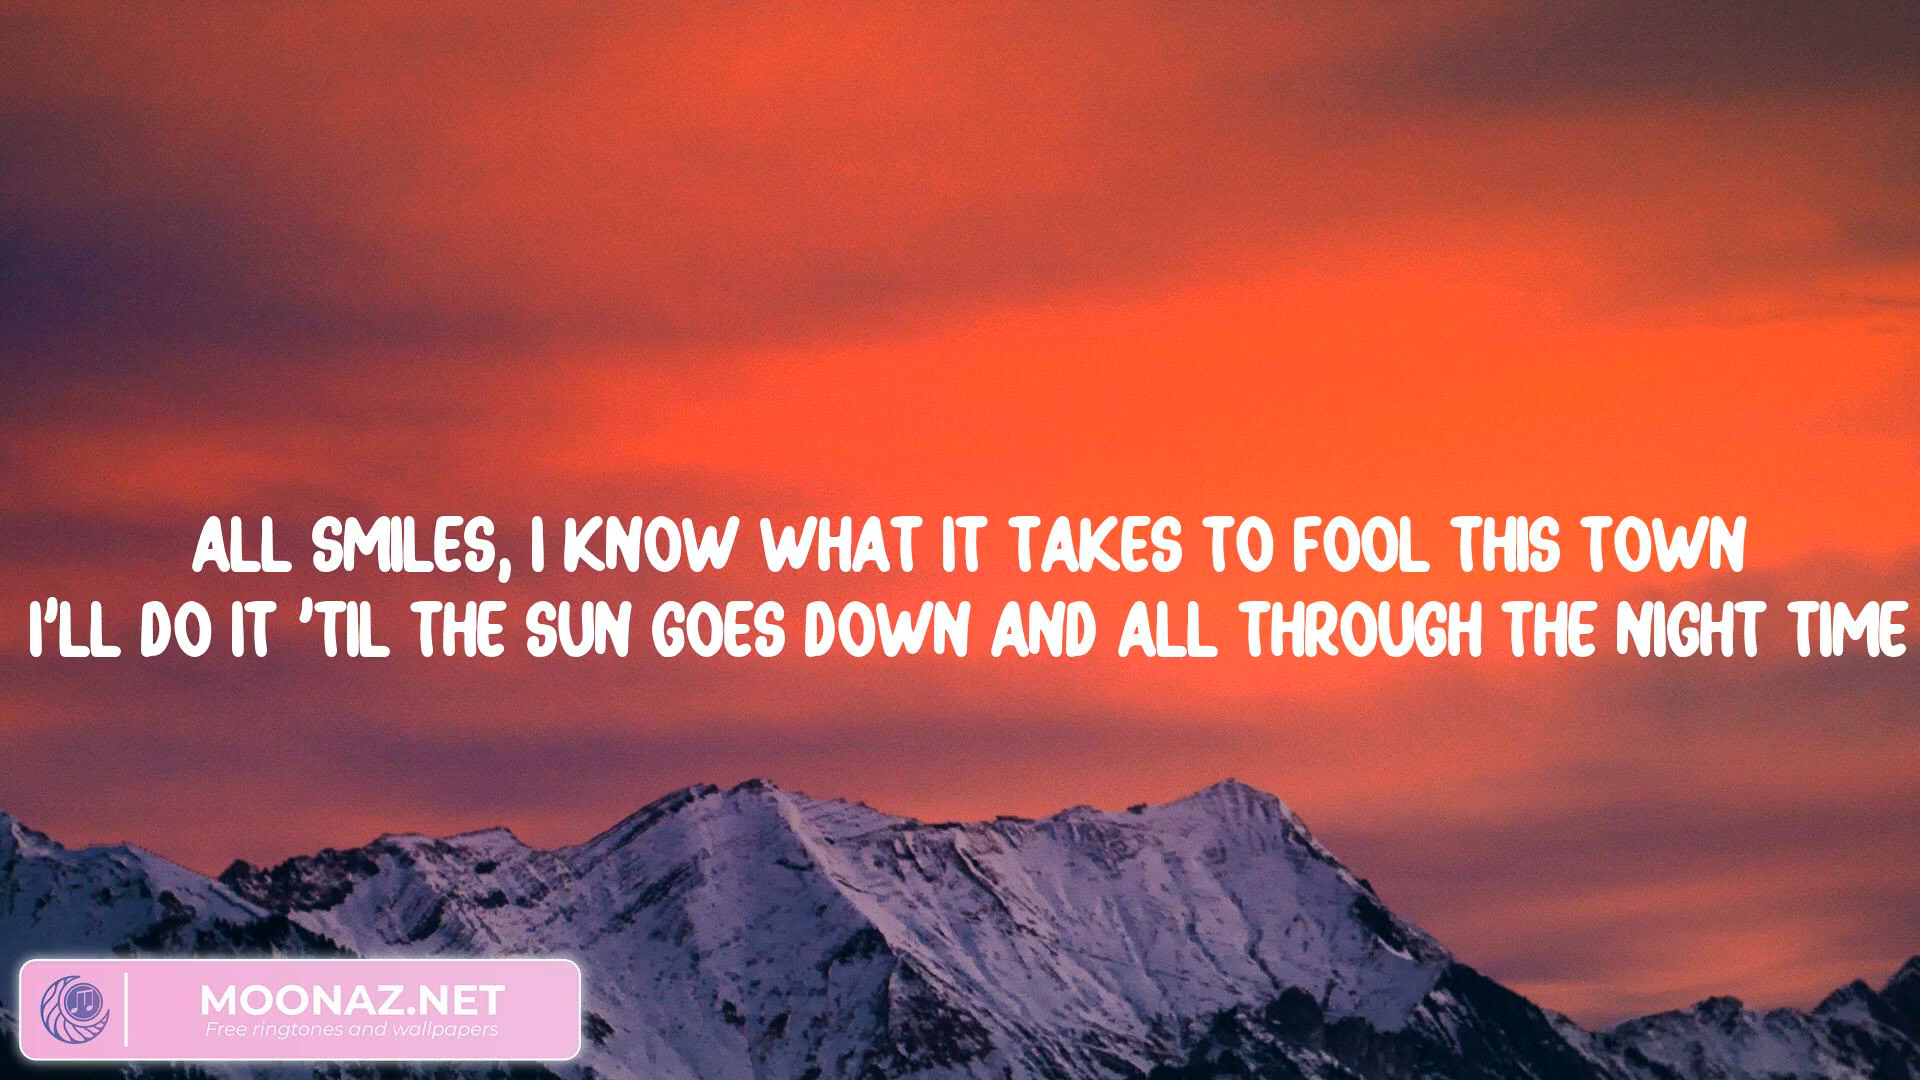 ALL SMILES, I KNOW WHAT IT TAKES TO FOOL THIS TOWN
I'LL DO IT 'TIL THE SUN GOES DOWN AND ALL THROUGH THE NIGHT TIME
MOONAZ.NET
Free ringtones and wallpapers